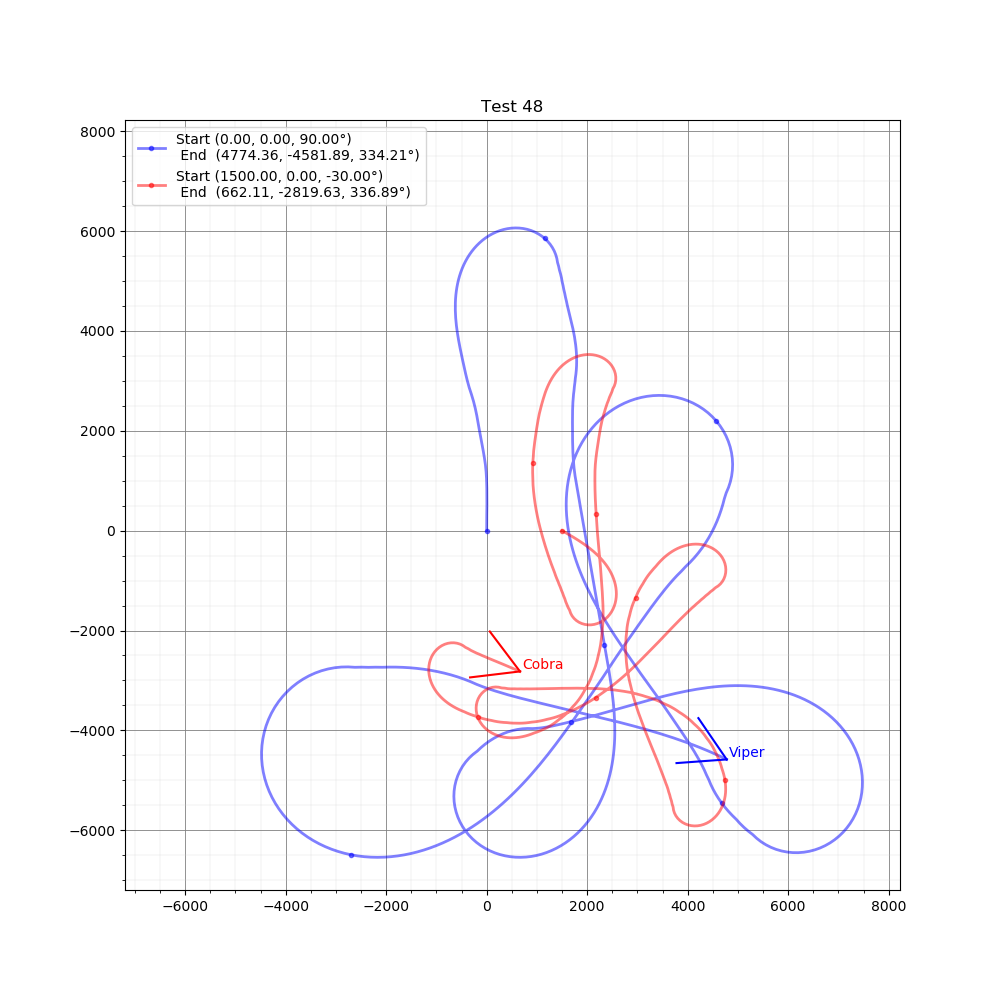 Test 48
Start (0.00, 0.00, 90.00°)
End (4774.36, -4581.89, 334.21°)
Start (1500.00, 0.00, -30.00°)
End (662.11, -2819.63, 336.89°)
8000
6000
4000
2000
0
−2000
−4000
−6000
Cobra
Viper
−6000 −4000 −2000 0 2000 4000 6000 8000